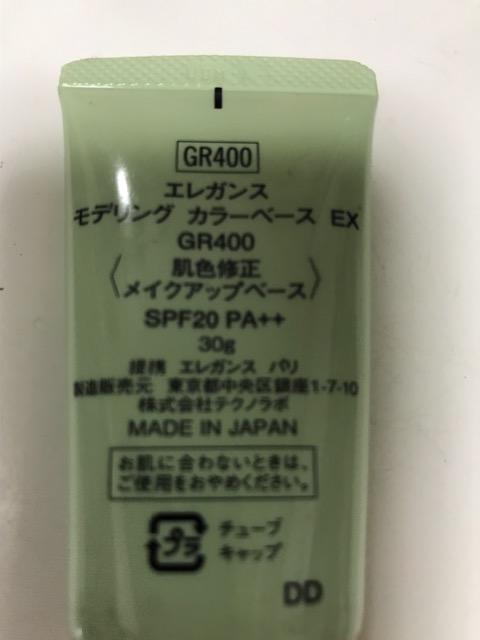 GR400
エレガンス
モデリング カラーベース EX
GR400
〈肌色修正
メイクアップベース〉
SPF20 PA++
30g
提携 エレガンス パリ
製造販売元 東京都中央区銀座1-7-10
株式会社テクノラボ
MADE IN JAPAN
お肌に合わないときは、
ご使用をおやめください。
プラ
チューブ
キャップ
DD